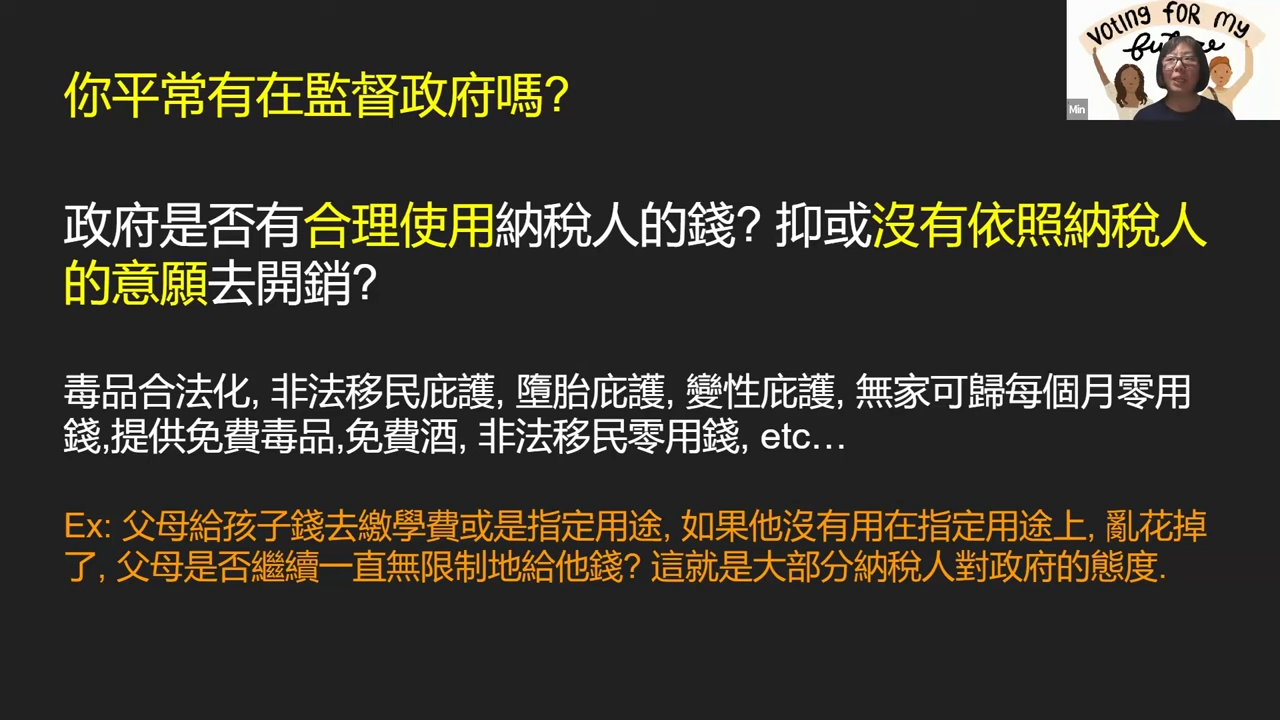 你平常有在監督政府嗎?
政府是否有合理使用納稅人的錢? 抑或沒有依照納稅人
的意願去開銷?
毒品合法化, 非法移民庇護, 墮胎庇護, 變性庇護, 無家可歸每個月零用
錢,提供免費毒品,免費酒, 非法移民零用錢, etc...
Ex: 父母給孩子錢去繳學費或是指定用途, 如果他沒有用在指定用途上, 亂花掉
了, 父母是否繼續一直無限制地給他錢? 這就是大部分納稅人對政府的態度.
voting FOR my
future
Min